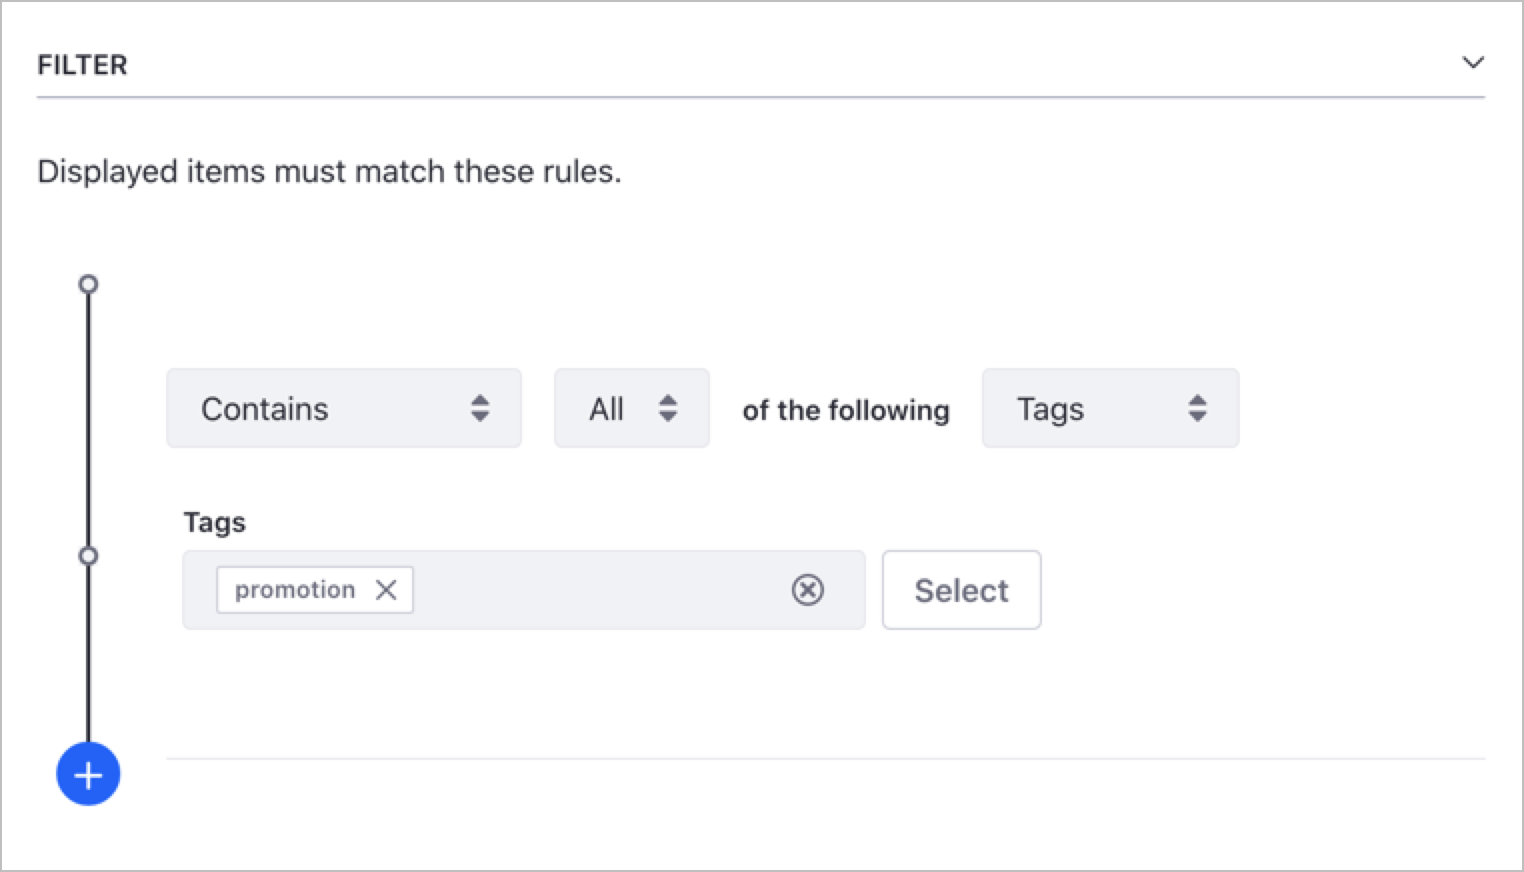 FILTER
Displayed items must match these rules.
Contains All of the following Tags
Tags
promotion Select